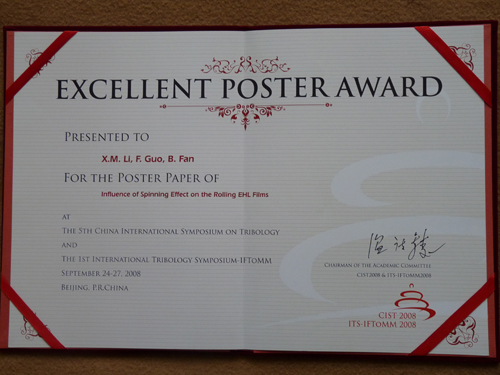 EXCELLENT POSTER AWARD
PRESENTED TO
X.M. Li, F. Guo, B. Fan
FOR THE POSTER PAPER OF
Influence of Spinning Effect on the Rolling EHL Films
AT
THE 5TH CHINA INTERNATIONAL SYMPOSIUM ON TRIBOLOGY
AND
THE 1ST INTERNATIONAL TRIBOLOGY SYMPOSIUM-IFTOMM
SEPTEMBER 24-27, 2008
BEIJING, P.R.CHINA
CHAIRMAN OF THE ACADEMIC COMMITTEE
CIST2008 & ITS-IFTOMM2008
CIST 2008
ITS-IFTOMM 2008